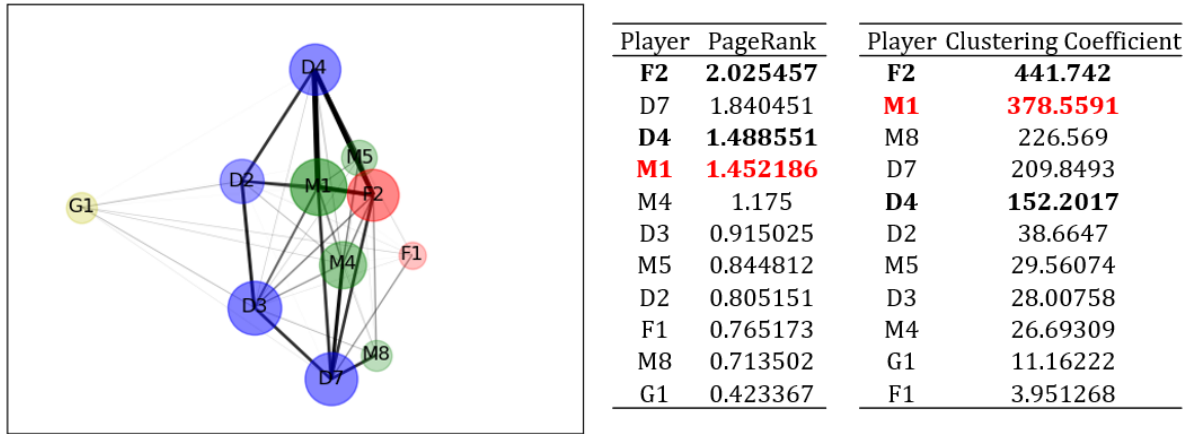 D4
M5
D2
M1
F2
G1
M4
F1
D3
M8
D7
Player PageRank
F2 2.025457
D7 1.840451
D4 1.488551
M1 1.452186
M4 1.175
D3 0.915025
M5 0.844812
D2 0.805151
F1 0.765173
M8 0.713502
G1 0.423367
Player Clustering Coefficient
F2 441.742
M1 378.5591
M8 226.569
D7 209.8493
D4 152.2017
D2 38.6647
M5 29.56074
D3 28.00758
M4 26.69309
G1 11.16222
F1 3.951268